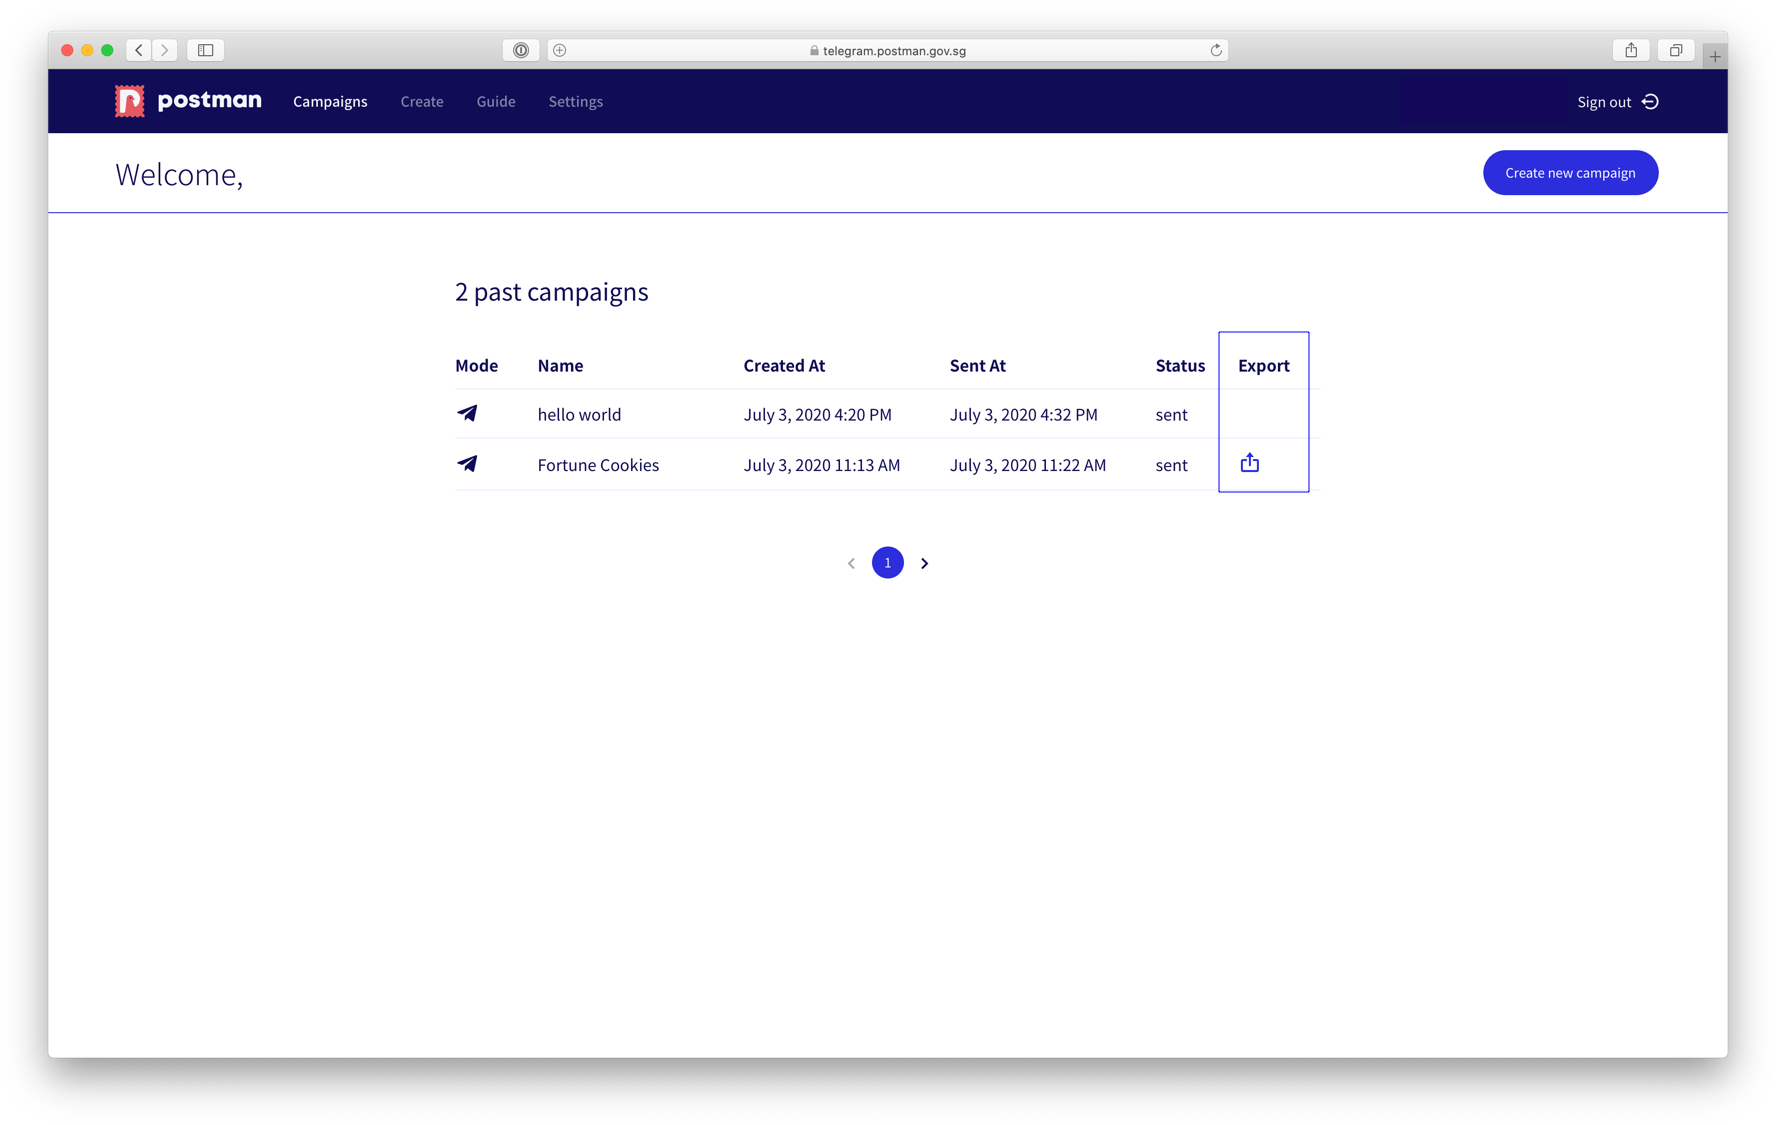 telegram.postman.gov.sg
postman Campaigns Create Guide Settings Sign out
Welcome,
Create new campaign
2 past campaigns
Mode Name Created At Sent At Status Export
hello world July 3, 2020 4:20 PM July 3, 2020 4:32 PM sent
Fortune Cookies July 3, 2020 11:13 AM July 3, 2020 11:22 AM sent
1